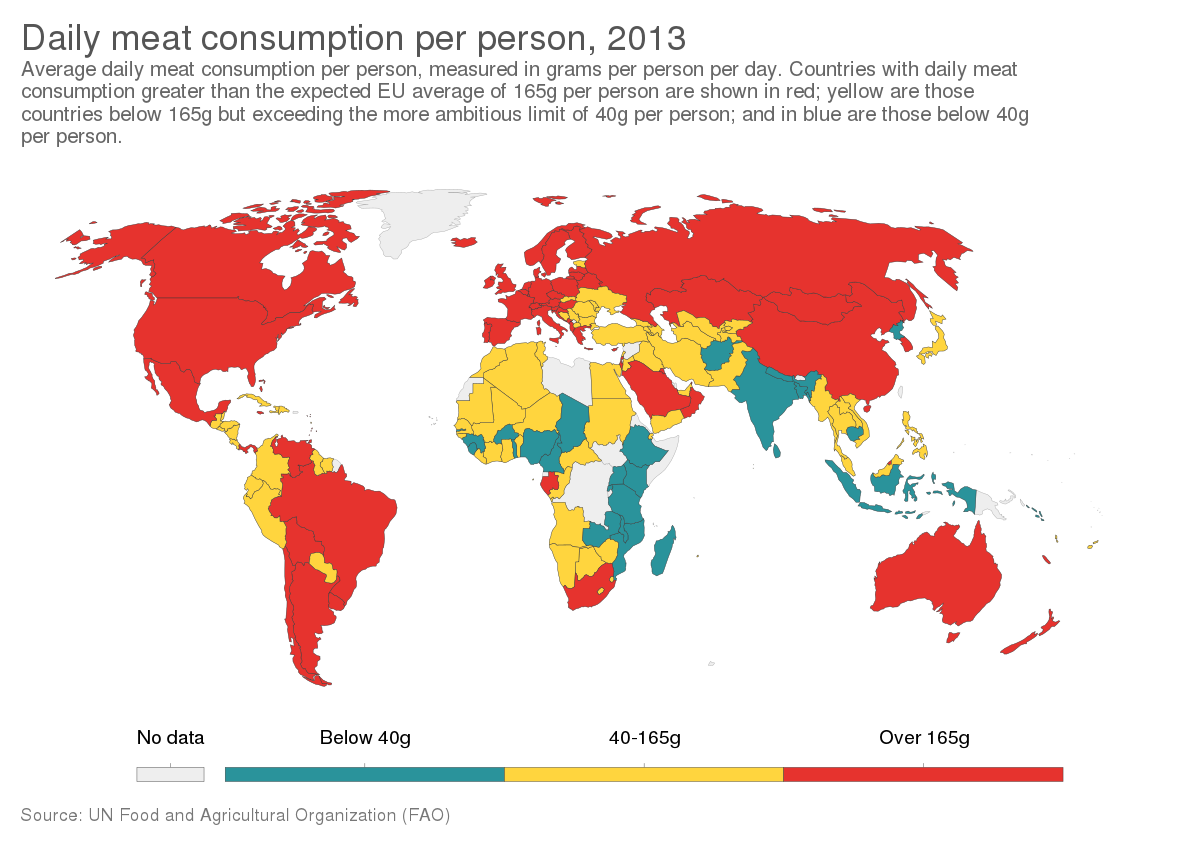 Daily meat consumption per person, 2013
Average daily meat consumption per person, measured in grams per person per day. Countries with daily meat
consumption greater than the expected EU average of 165g per person are shown in red; yellow are those
countries below 165g but exceeding the more ambitious limit of 40g per person; and in blue are those below 40g
per person.
No data
Below 40g
40-165g
Over 165g
Source: UN Food and Agricultural Organization (FAO)